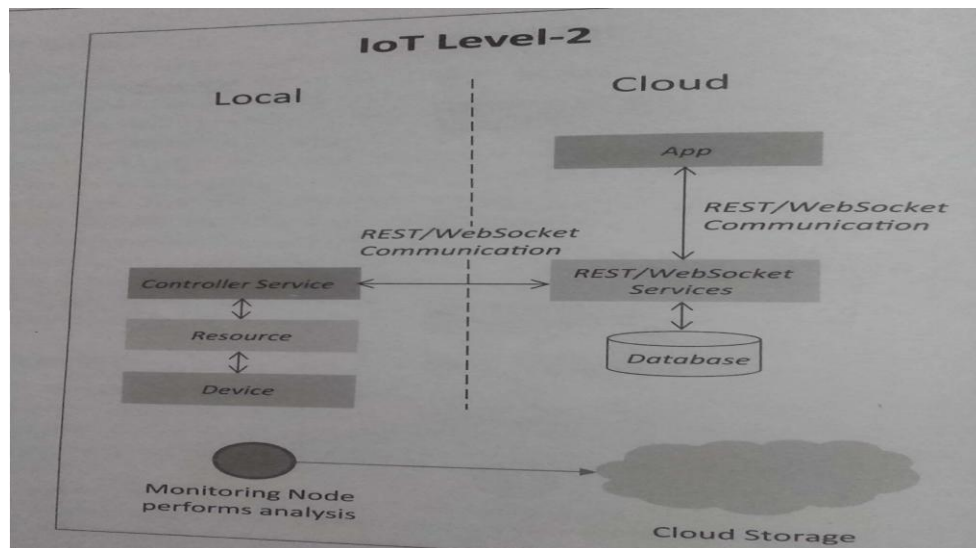 IoT Level-2
Local
Cloud
App
REST/WebSocket
Communication
REST/WebSocket
Communication
Controller Service
REST/WebSocket
Services
Resource
Database
Device
Monitoring Node
performs analysis
Cloud Storage